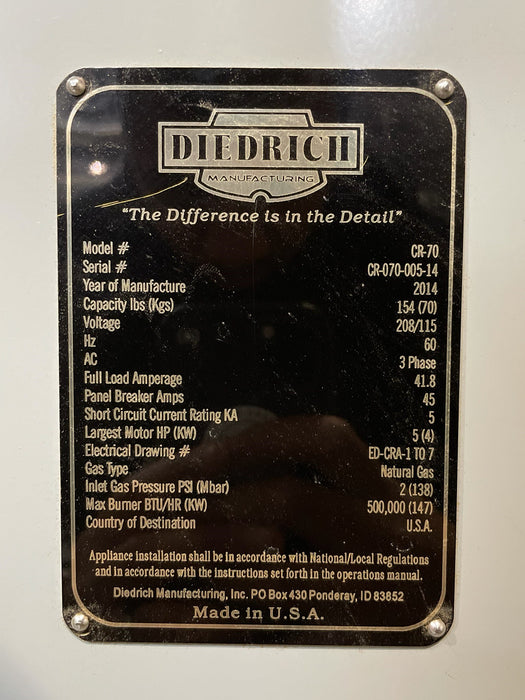 DIEDRICH
MANUFACTURING
"The Difference is in the Detail"
Model # CR-70
Serial # CR-070-005-14
Year of Manufacture 2014
Capacity lbs (Kgs) 154 (70)
Voltage 208/115
Hz 60
AC 3 Phase
Full Load Amperage 41.8
Panel Breaker Amps 45
Short Circuit Current Rating KA 5
Largest Motor HP (KW) 5 (4)
Electrical Drawing # ED-CRA-1 TO 7
Gas Type Natural Gas
Inlet Gas Pressure PSI (Mbar) 2 (138)
Max Burner BTU/HR (KW) 500,000 (147)
Country of Destination U.S.A.
Appliance installation shall be in accordance with National/Local Regulations
and in accordance with the instructions set forth in the operations manual.
Diedrich Manufacturing, Inc. PO Box 430 Ponderay, ID 83852
Made in U.S.A.